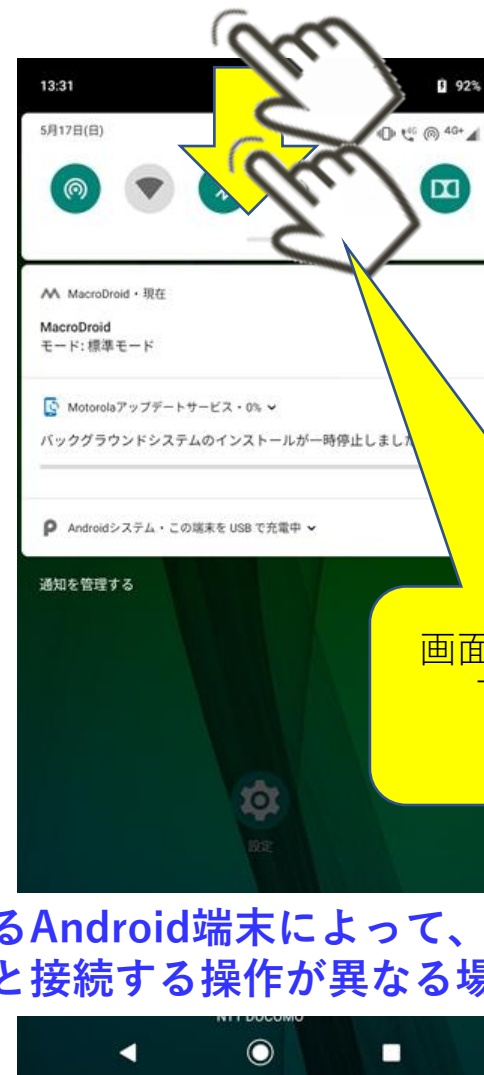 13:31 92%
5月17日(日) 4G 4G+
MacroDroid・現在
MacroDroid
モード: 標準モード
Motorolaアップデートサービス・0%
バックグラウンドシステムのインストールが一時停止しまし
Androidシステム・この端末を USB で充電中
通知を管理する
画面
設定
るAndroid端末によって、
と接続する操作が異なる場
NTT DOCOMO